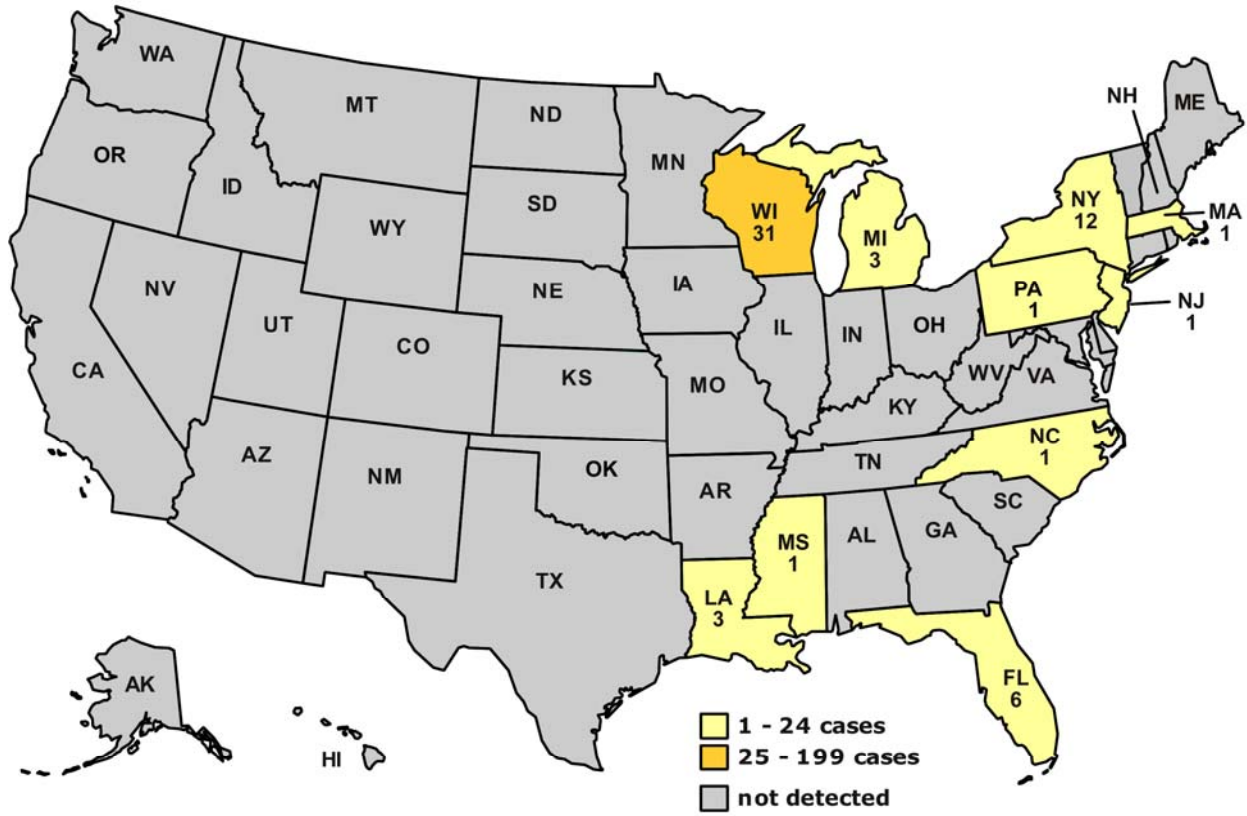 WA
MT
ND
MN
OR
ID
SD
WY
WI
31
MI
3
NY
12
NH
ME
MA
1
NV
UT
CO
NE
IA
IL
IN
OH
PA
1
NJ
1
CA
KS
MO
KY
WV
VA
AZ
NM
OK
AR
TN
NC
1
SC
TX
LA
3
MS
1
AL
GA
FL
6
AK
HI
1 - 24 cases
25 - 199 cases
not detected